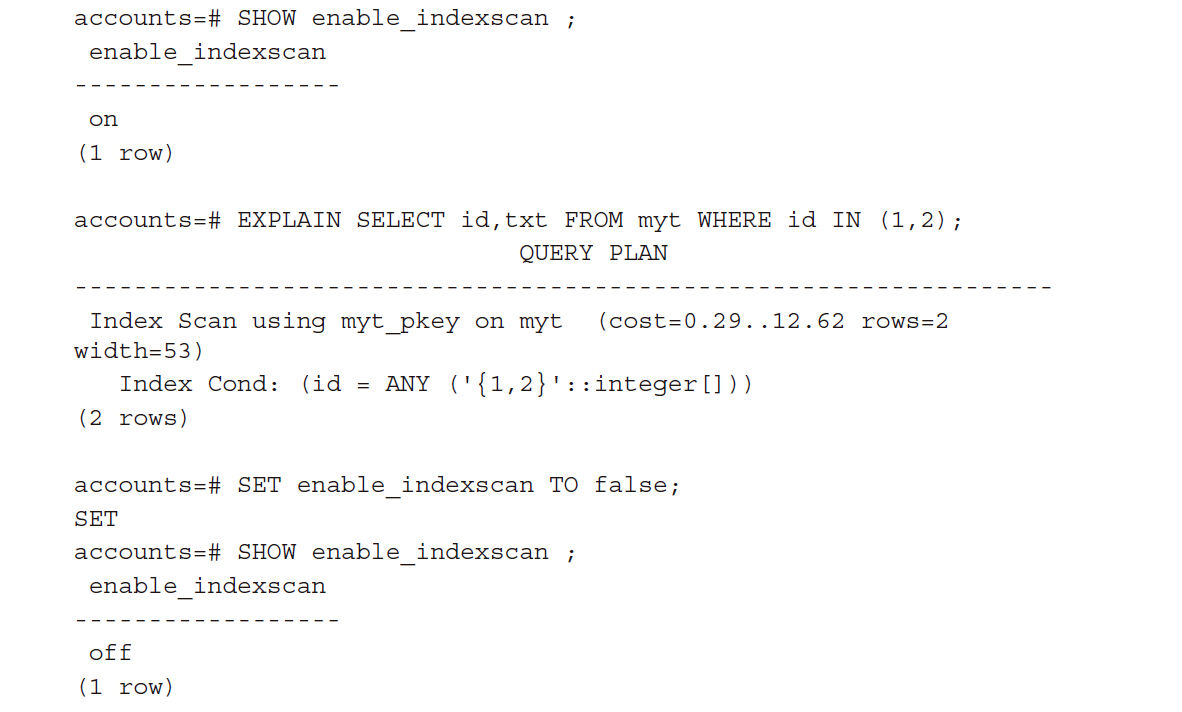 accounts=# SHOW enable_indexscan ;
 enable_indexscan
------------------
 on
(1 row)
accounts=# EXPLAIN SELECT id,txt FROM myt WHERE id IN (1,2);
                              QUERY PLAN
------------------------------------------------------------------
 Index Scan using myt_pkey on myt  (cost=0.29..12.62 rows=2
width=53)
   Index Cond: (id = ANY ('{1,2}'::integer[]))
(2 rows)
accounts=# SET enable_indexscan TO false;
SET
accounts=# SHOW enable_indexscan ;
 enable_indexscan
------------------
 off
(1 row)